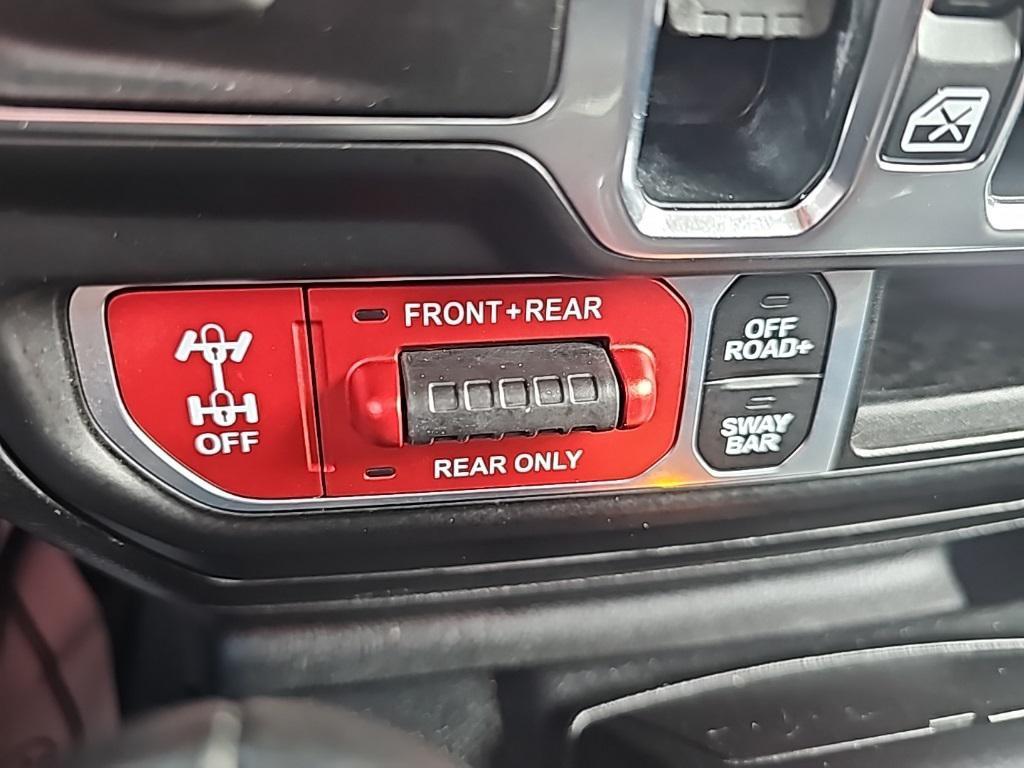 FRONT+REAR
OFF
REAR ONLY
OFF
ROAD+
SWAY
BAR